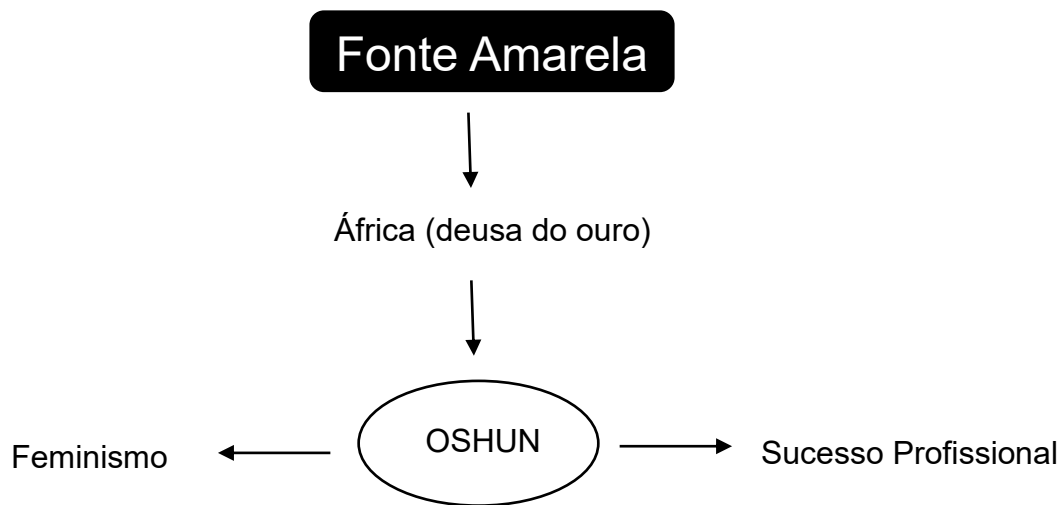 Fonte Amarela
África (deusa do ouro)
OSHUN
Feminismo
Sucesso Profissional